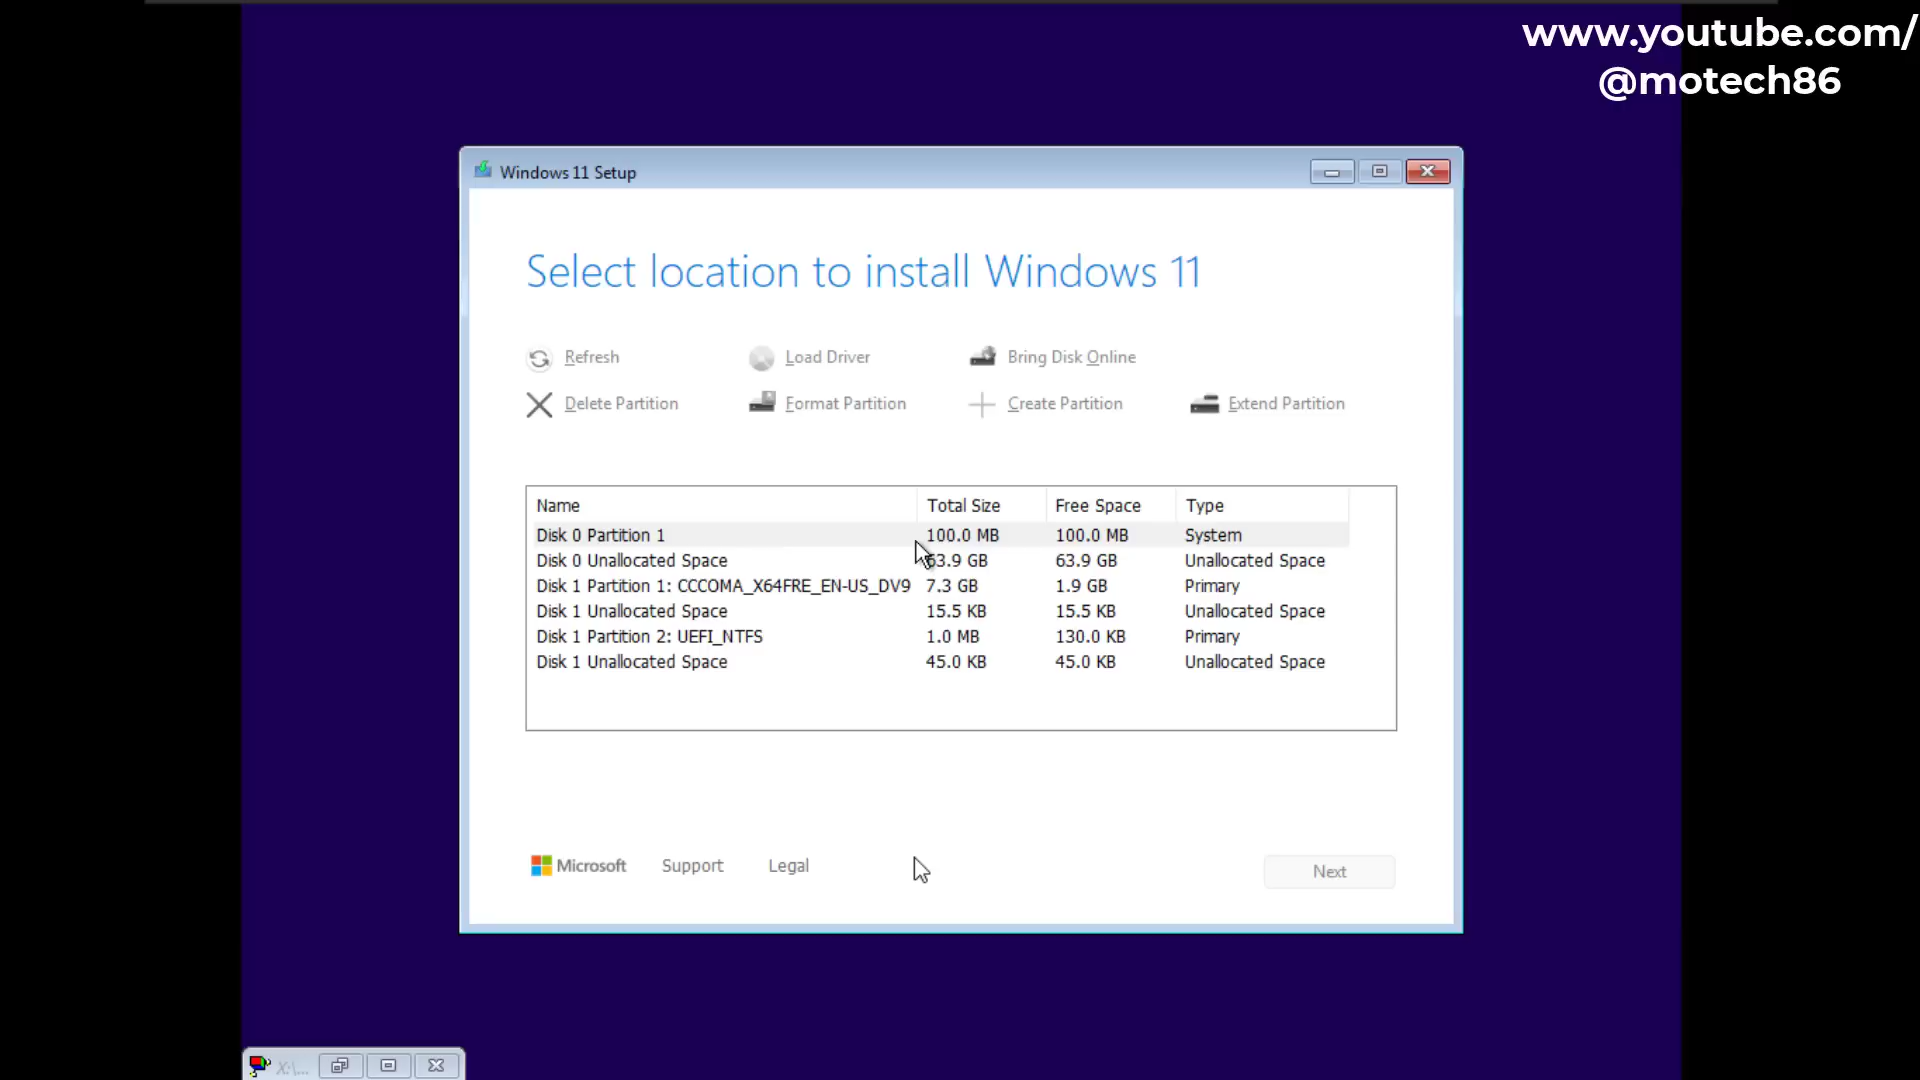 www.youtube.com/
@motech86
Windows 11 Setup
Select location to install Windows 11
Refresh Load Driver Bring Disk Online
Delete Partition Format Partition Create Partition Extend Partition
Name Total Size Free Space Type
Disk 0 Partition 1 100.0 MB 100.0 MB System
Disk 0 Unallocated Space 63.9 GB 63.9 GB Unallocated Space
Disk 1 Partition 1: CCCOMA_X64FRE_EN-US_DV9 7.3 GB 1.9 GB Primary
Disk 1 Unallocated Space 15.5 KB 15.5 KB Unallocated Space
Disk 1 Partition 2: UEFI_NTFS 1.0 MB 130.0 KB Primary
Disk 1 Unallocated Space 45.0 KB 45.0 KB Unallocated Space
Microsoft Support Legal Next
X:\...